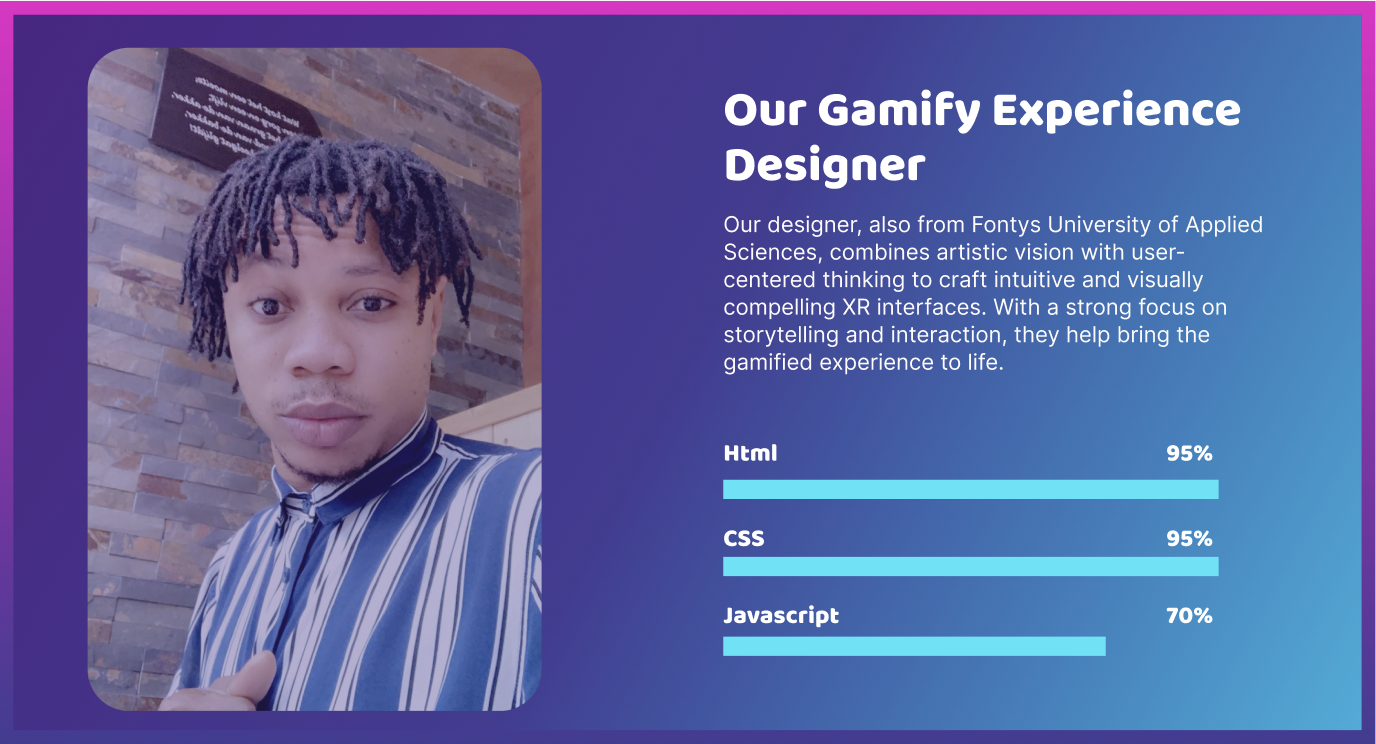 Our Gamify Experience
Designer
Our designer, also from Fontys University of Applied
Sciences, combines artistic vision with user-
centered thinking to craft intuitive and visually
compelling XR interfaces. With a strong focus on
storytelling and interaction, they help bring the
gamified experience to life.
Html 95%
CSS 95%
Javascript 70%